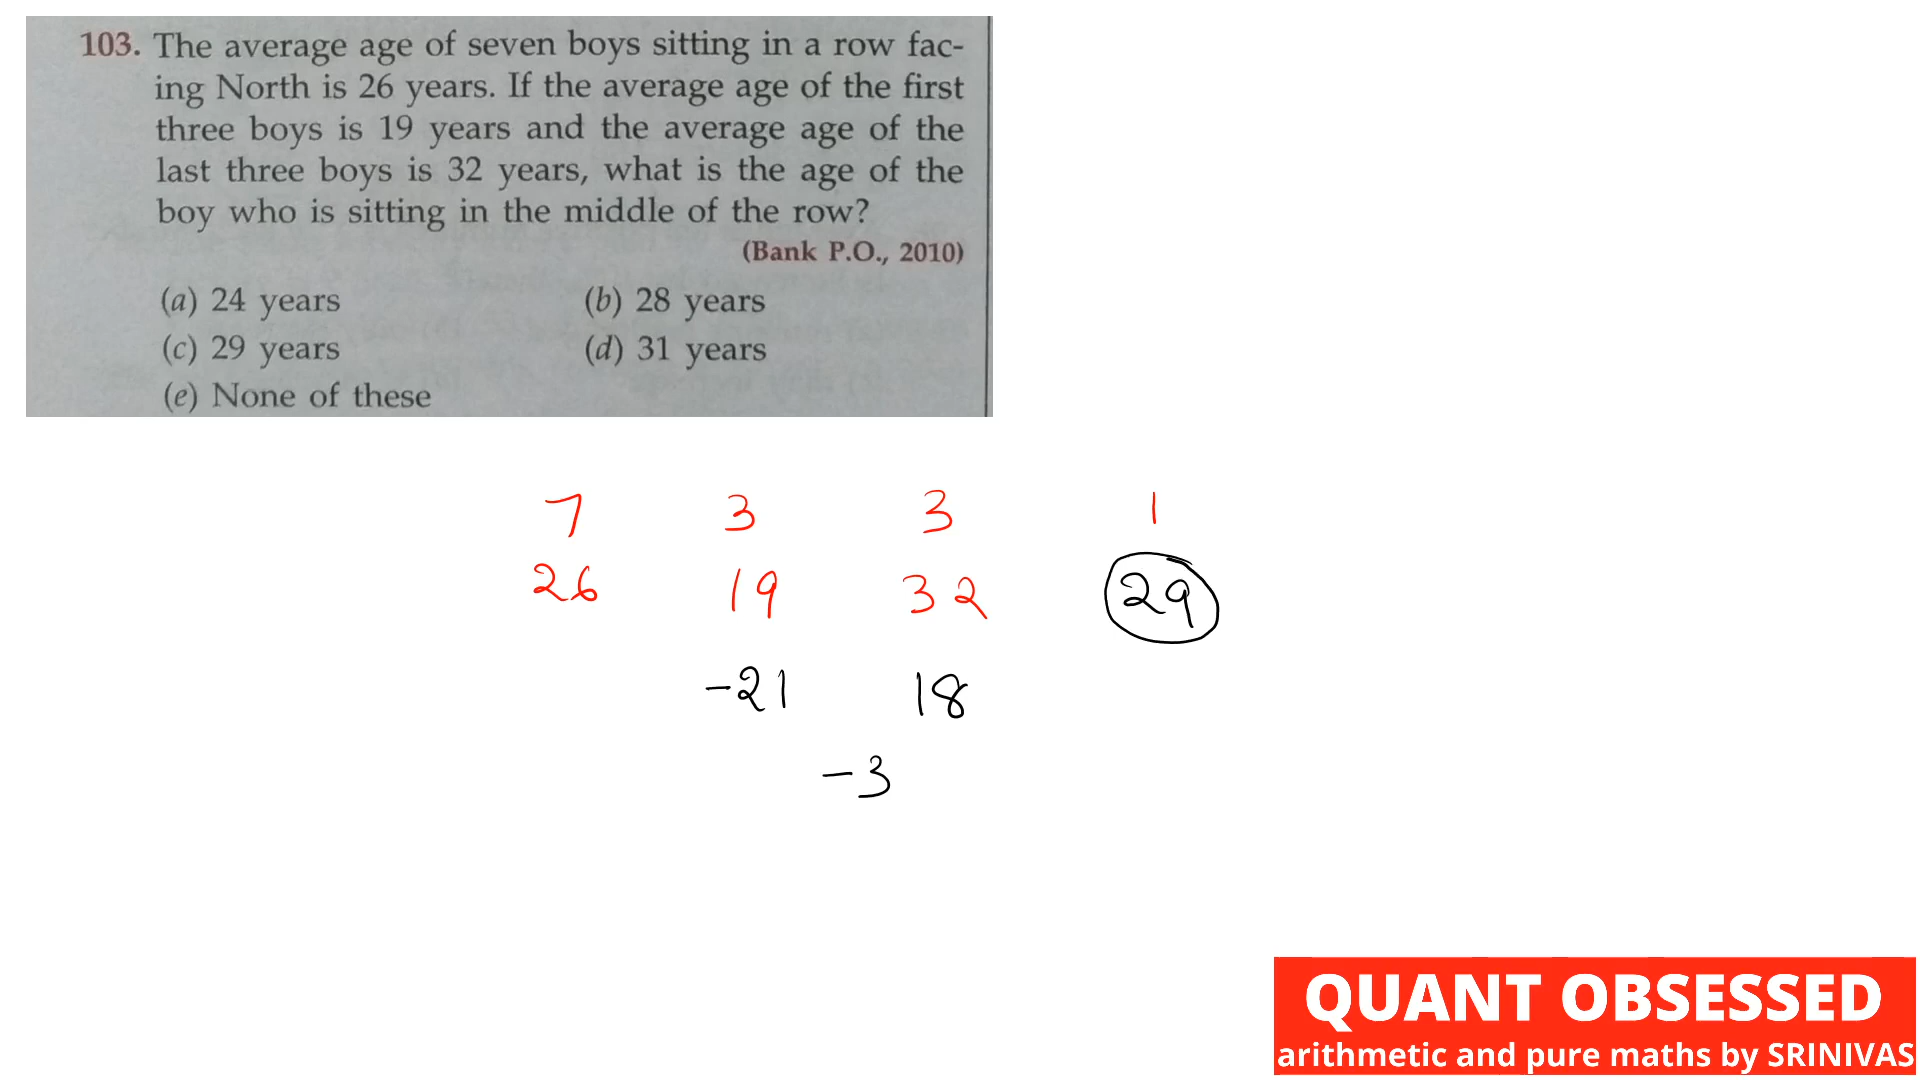 103. The average age of seven boys sitting in a row fac-
ing North is 26 years. If the average age of the first
three boys is 19 years and the average age of the
last three boys is 32 years, what is the age of the
boy who is sitting in the middle of the row?
(Bank P.O., 2010)
(a) 24 years (b) 28 years
(c) 29 years (d) 31 years
(e) None of these
7 3 3 1
26 19 32 29
-21 18
-3
QUANT OBSESSED
arithmetic and pure maths by SRINIVAS